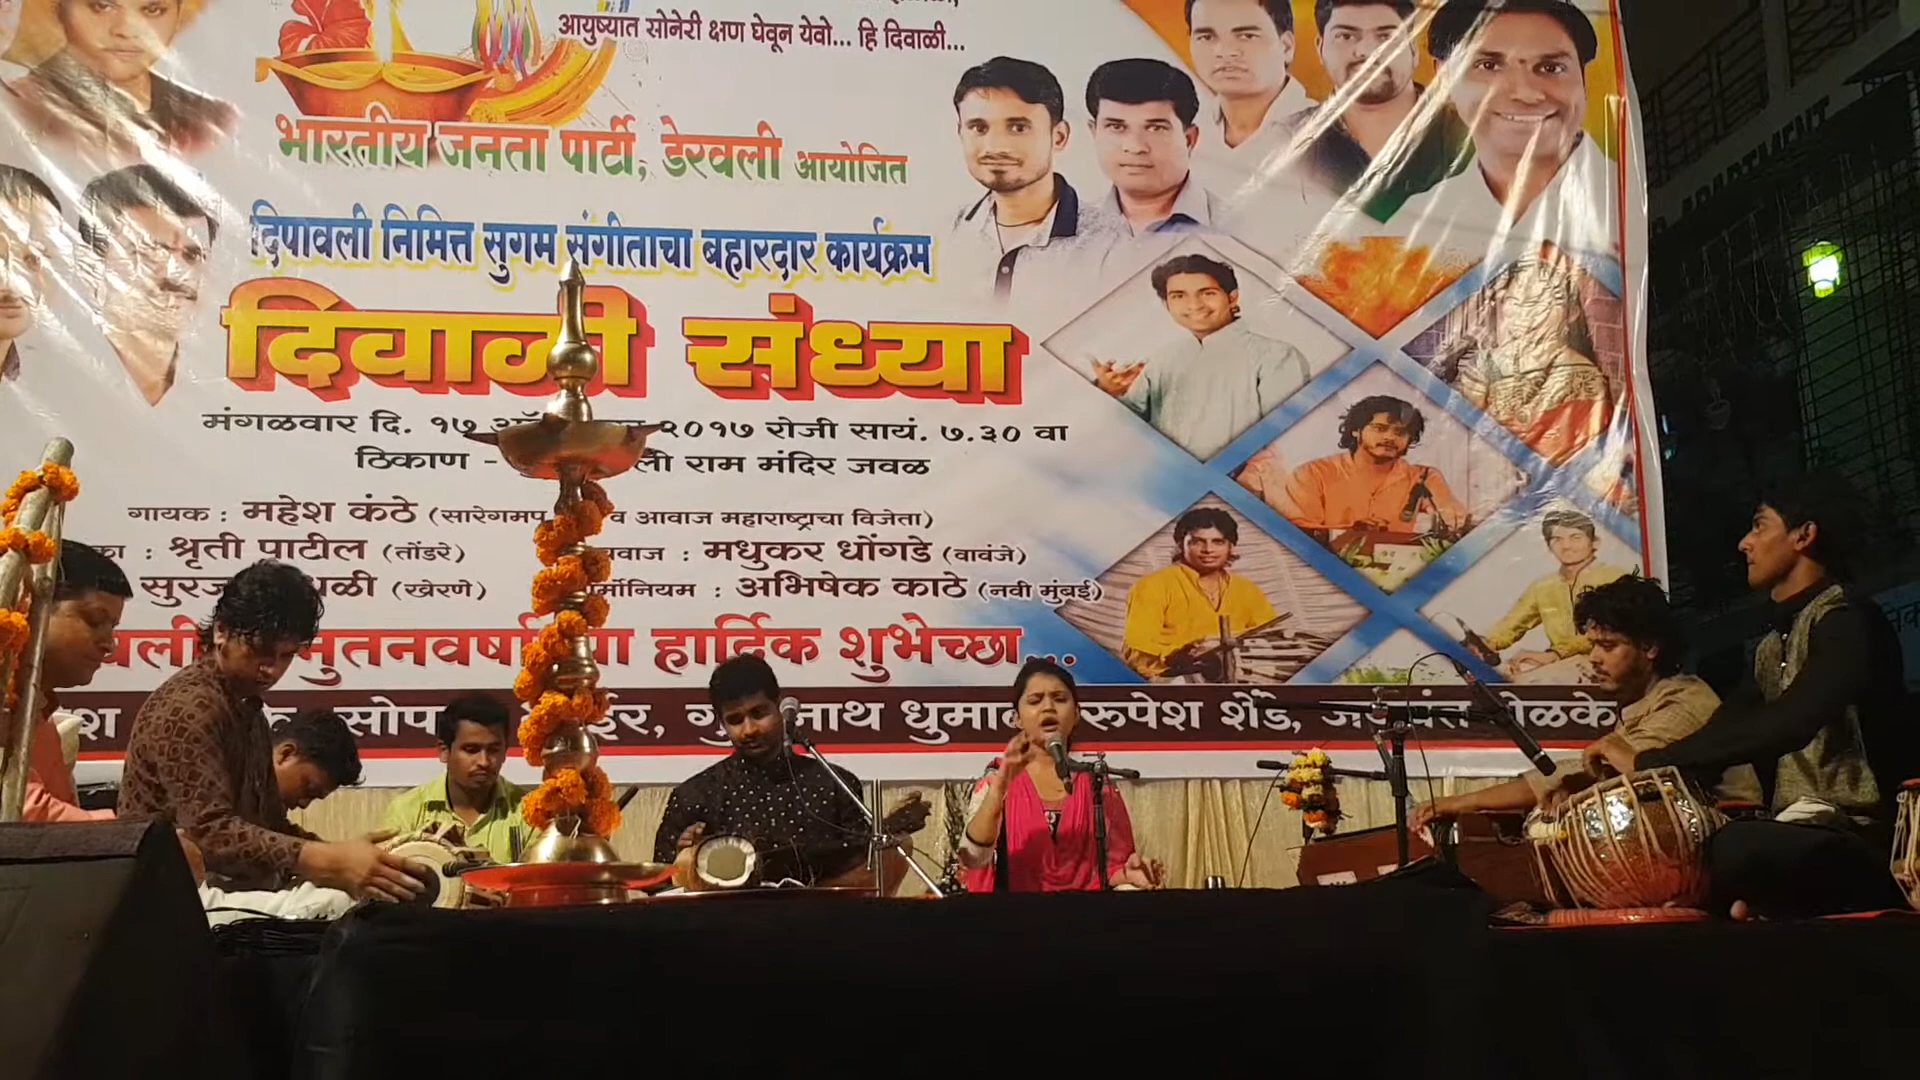 आयुष्यात सोनेरी क्षण घेवून येवो... हि दिवाळी...
भारतीय जनता पार्टी, डेरवली आयोजित
दिपावली निमित्त सुगम संगीताचा बहारदार कार्यक्रम
दिवाळी संध्या
मंगळवार दि. १७ २०१७ रोजी सायं. ७.३० वा
ठिकाण - राम मंदिर जवळ
गायक : महेश कंठे (सारेगमप व आवाज महाराष्ट्राचा विजेता)
: श्रृती पाटील (तोंडरे) : मधुकर धोंगडे (वावंजे)
(खेरणे) : अभिषेक काठे (नवी मुंबई)
हार्दिक शुभेच्छा...
धुमाळ रूपेश शेंडे,
APARTMENT